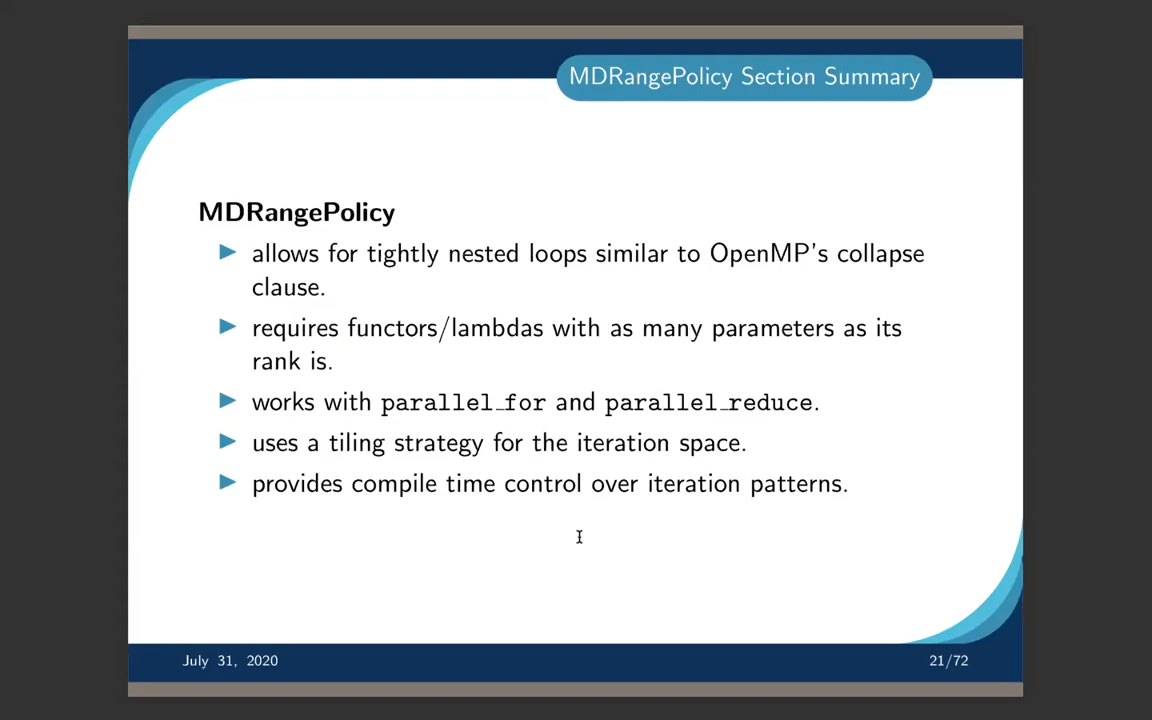 MDRangePolicy Section Summary
MDRangePolicy
allows for tightly nested loops similar to OpenMP's collapse
clause.
requires functors/lambdas with as many parameters as its
rank is.
works with parallel_for and parallel_reduce.
uses a tiling strategy for the iteration space.
provides compile time control over iteration patterns.
July 31, 2020
21/72